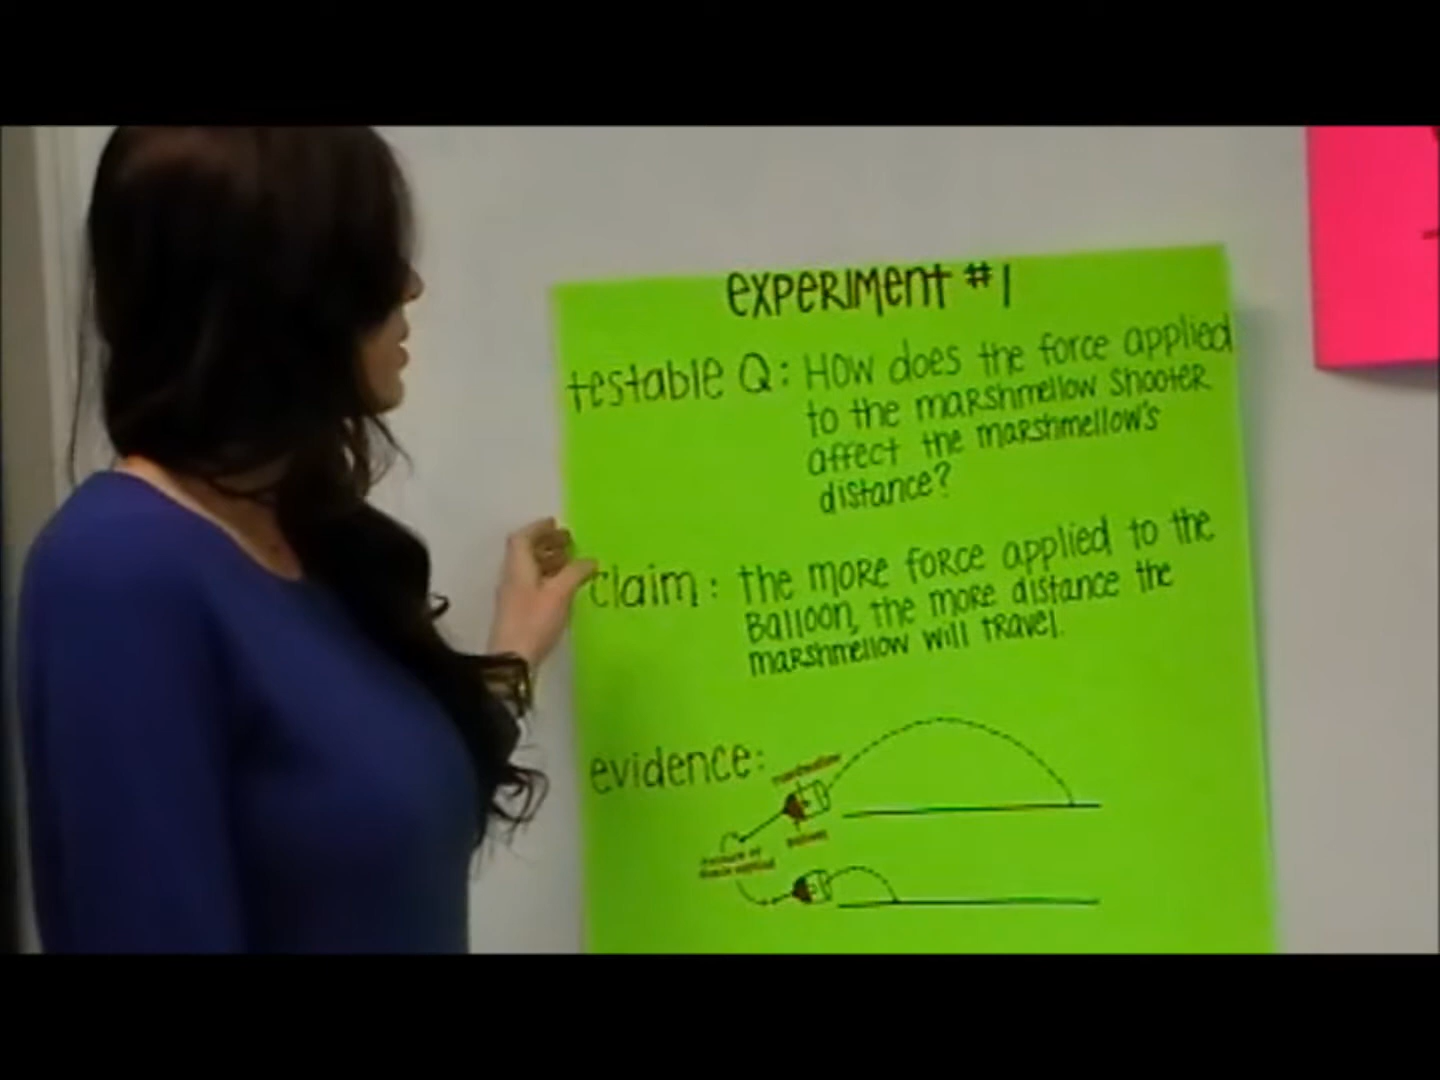 EXPERIMENT #1
testable Q: How does the force applied
to the marshmellow shooter
affect the marshmellow's
distance?
claim: the more force applied to the
Balloon, the more distance the
marshmellow will travel.
evidence: